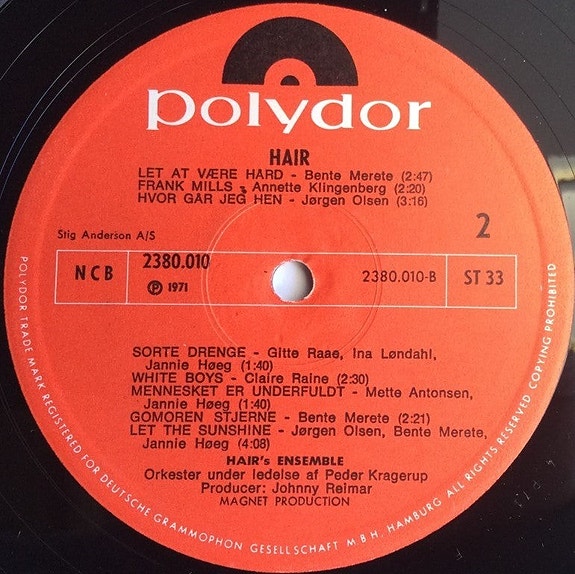 polydor
HAIR
LET AT VÆRE HARD - Bente Merete (2:47)
FRANK MILLS - Annette Klingenberg (2:20)
HVOR GAR JEG HEN - Jørgen Olsen (3:16)
Stig Anderson A/S
2
NCB
2380.010
℗ 1971
2380.010-B
ST 33
SORTE DRENGE - Gitte Raae, Ina Løndahl,
Jannie Høeg (1:40)
WHITE BOYS - Claire Raine (2:30)
MENNESKET ER UNDERFULDT - Mette Antonsen,
Jannie Høeg (1:40)
GOMOREN STJERNE - Bente Merete (2:21)
LET THE SUNSHINE - Jørgen Olsen, Bente Merete,
Jannie Høeg (4:08)
HAIR's ENSEMBLE
Orkester under ledelse af Peder Kragerup
Producer: Johnny Reimar
MAGNET PRODUCTION
POLYDOR TRADE MARK REGISTERED FOR DEUTSCHE GRAMMOPHON GESELLSCHAFT M B H. HAMBURG ALL RIGHTS RESERVED COPYING PROHIBITED